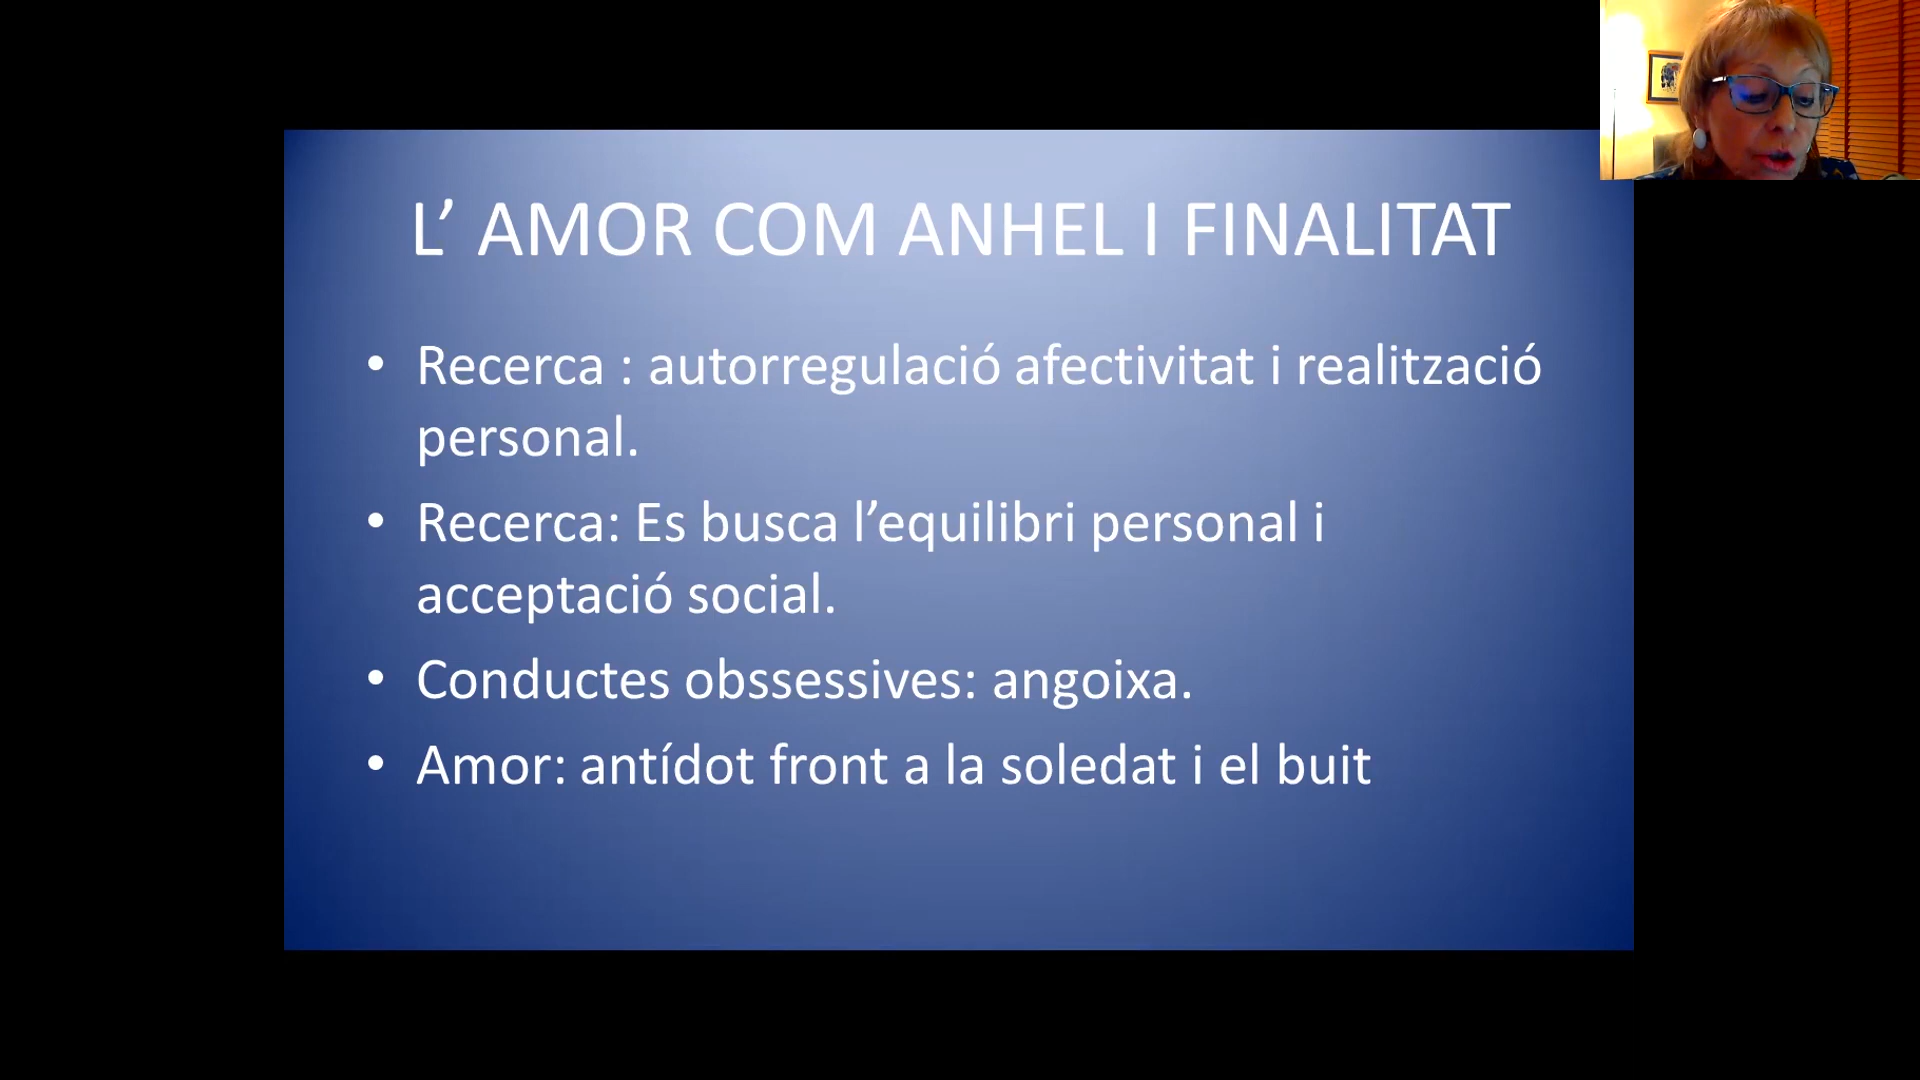 L’ AMOR COM ANHEL I FINALITAT
• Recerca : autorregulació afectivitat i realització
personal.
• Recerca: Es busca l’equilibri personal i
acceptació social.
• Conductes obssessives: angoixa.
• Amor: antídot front a la soledat i el buit